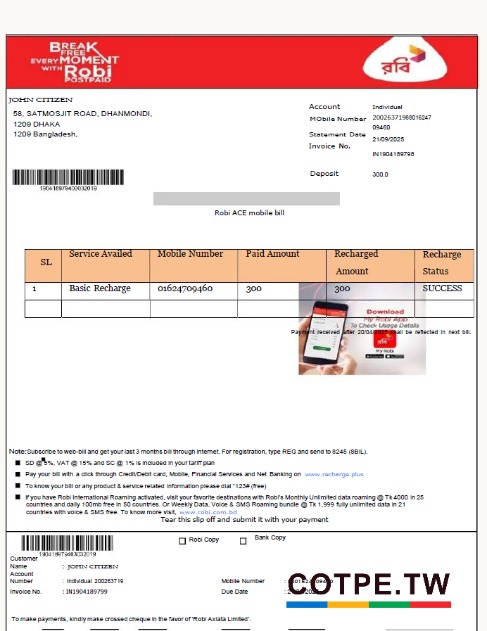 BREAK
FREE
EVERY MOMENT
WITH Robi
POSTPAID
রবি
JOHN CITIZEN
58, SATMOSJIT ROAD, DHANMONDI,
1209 DHAKA
1209 Bangladesh.
Account Individual
Mobile Number 20026371988016247
09460
Statement Date 21/09/2025
Invoice No.
IN1904189798
Deposit 300.0
Robi ACE mobile bill
SL Service Availed Mobile Number Paid Amount Recharged Amount Recharge Status
1 Basic Recharge 01624709460 300 300 SUCCESS
Download
My Robi App
To Check Usage Details
Payment received after 20/04/ shall be reflected in next bill.
My Robi
Note:Subscribe to web-bill and get your last 3 months bill through internet. For registration, type REG and send to 8245 (8BIL).
SD @ 5%, VAT @ 15% and SC @ 1% is included in your tariff plan
Pay your bill with a click through Credit/Debit card, Mobile, Financial Services and Net Banking on www.recharge.plus
To know your bill or any product & service related information please dial *123# (free)
If you have Robi International Roaming activated, visit your favorite destinations with Robi's Monthly Unlimited data roaming @ Tk 4000 in 25
countries and daily 100mb free in 50 countries. Or Weekly Data, Voice & SMS Roaming bundle @ Tk 1,999 fully unlimited data in 21
countries with voice & SMS free. To know more visit, www.robi.com.bd
Tear this slip off and submit it with your payment
Robi Copy Bank Copy
Customer
Name : JOHN CITIZEN
Account
Number : Individual 200263719 Mobile Number
Invoice No. : IN1904189799 Due Date
COTPE.TW
To make payments, kindly make crossed cheque in the favor of 'Robi Axiata Limited'.